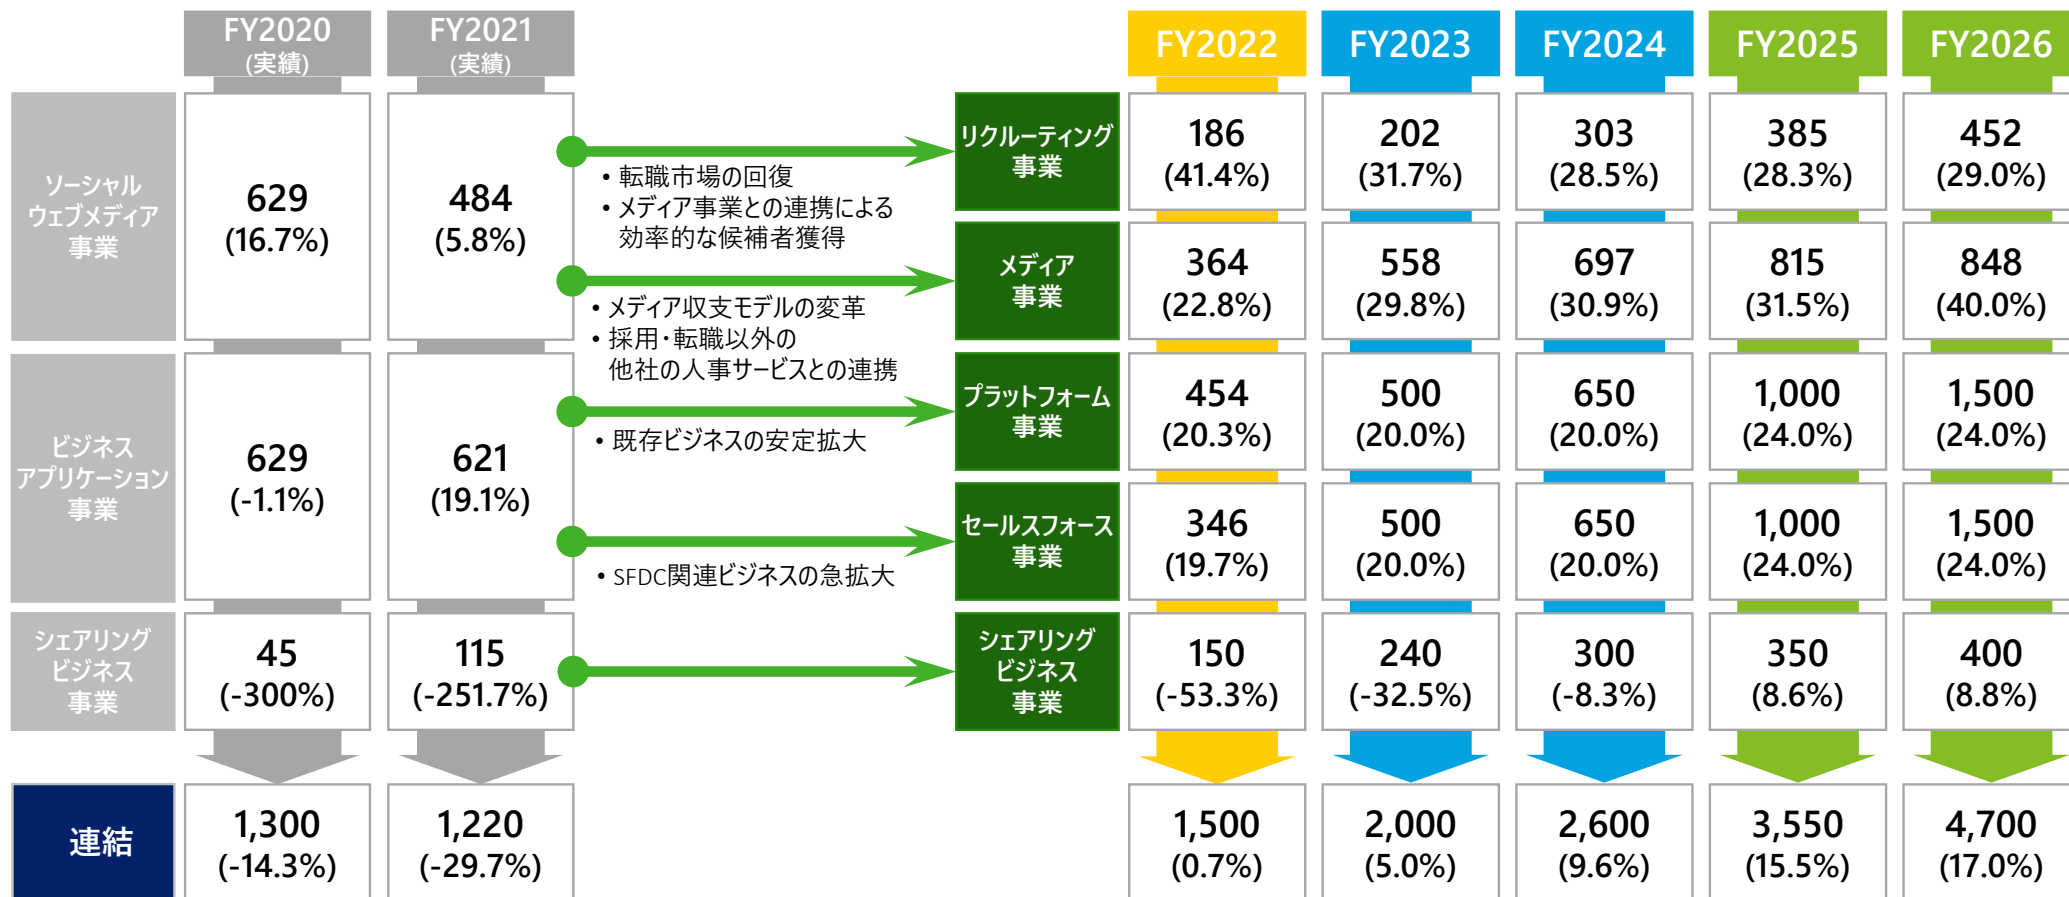 FY2020
(実績)
FY2021
(実績)
FY2022
FY2023
FY2024
FY2025
FY2026
ソーシャル
ウェブメディア
事業
629
(16.7%)
484
(5.8%)
• 転職市場の回復
• メディア事業との連携による
効率的な候補者獲得
リクルーティング
事業
186
(41.4%)
202
(31.7%)
303
(28.5%)
385
(28.3%)
452
(29.0%)
• メディア収支モデルの変革
• 採用・転職以外の
他社の人事サービスとの連携
メディア
事業
364
(22.8%)
558
(29.8%)
697
(30.9%)
815
(31.5%)
848
(40.0%)
ビジネス
アプリケーション
事業
629
(-1.1%)
621
(19.1%)
• 既存ビジネスの安定拡大
プラットフォーム
事業
454
(20.3%)
500
(20.0%)
650
(20.0%)
1,000
(24.0%)
1,500
(24.0%)
• SFDC関連ビジネスの急拡大
セールスフォース
事業
346
(19.7%)
500
(20.0%)
650
(20.0%)
1,000
(24.0%)
1,500
(24.0%)
シェアリング
ビジネス
事業
45
(-300%)
115
(-251.7%)
シェアリング
ビジネス
事業
150
(-53.3%)
240
(-32.5%)
300
(-8.3%)
350
(8.6%)
400
(8.8%)
連結
1,300
(-14.3%)
1,220
(-29.7%)
1,500
(0.7%)
2,000
(5.0%)
2,600
(9.6%)
3,550
(15.5%)
4,700
(17.0%)